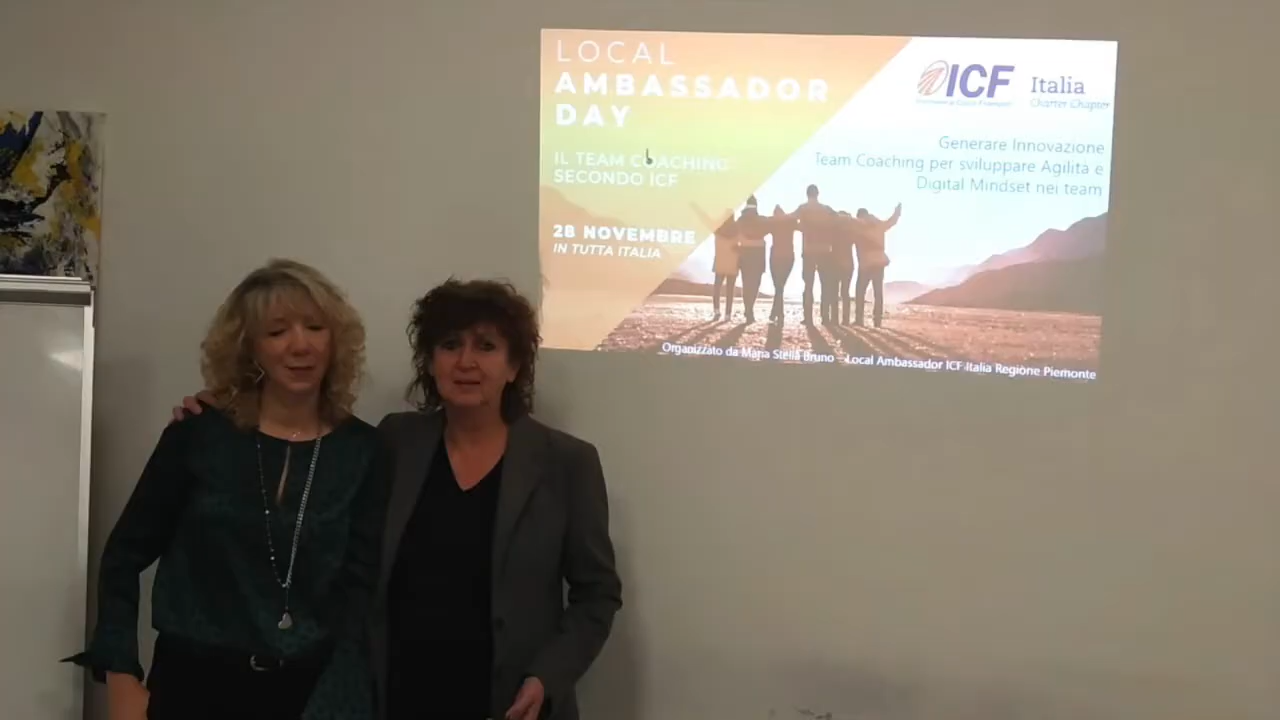 LOCAL
AMBASSADOR
DAY
IL TEAM COACHING
SECONDO ICF
28 NOVEMBRE
IN TUTTA ITALIA
ICF Italia
Charter Chapter
Generare Innovazione
Team Coaching per sviluppare Agilità e
Digital Mindset nei team
Organizzato da Maria Stella Bruno - Local Ambassador ICF Italia Regione Piemonte